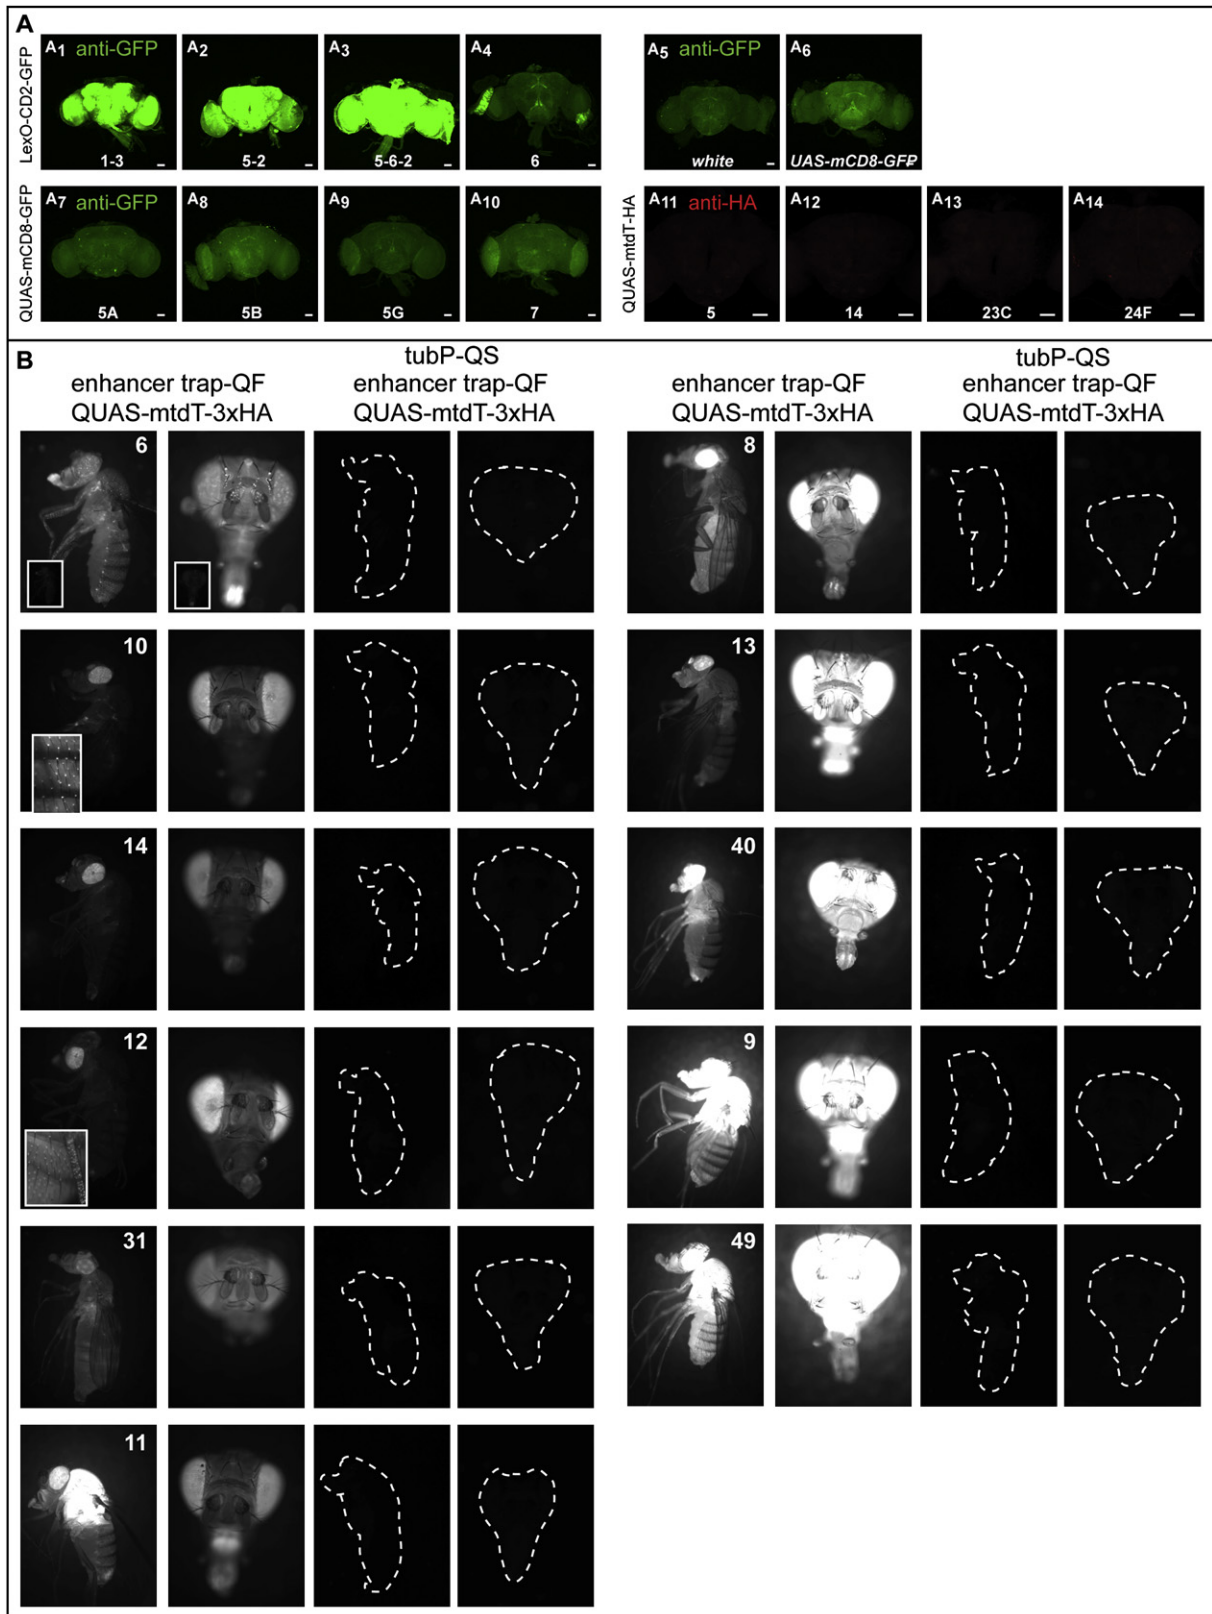 A
LexO-CD2-GFP
A1 anti-GFP
1-3
A2
5-2
A3
5-6-2
A4
6
A5 anti-GFP
white
A6
UAS-mCD8-GFP
QUAS-mCD8-GFP
A7 anti-GFP
5A
A8
5B
A9
5G
A10
7
QUAS-mtdT-HA
A11 anti-HA
5
A12
14
A13
23C
A14
24F
B
enhancer trap-QF
QUAS-mtdT-3xHA
tubP-QS
enhancer trap-QF
QUAS-mtdT-3xHA
enhancer trap-QF
QUAS-mtdT-3xHA
tubP-QS
enhancer trap-QF
QUAS-mtdT-3xHA
6
8
10
13
14
40
12
9
31
49
11